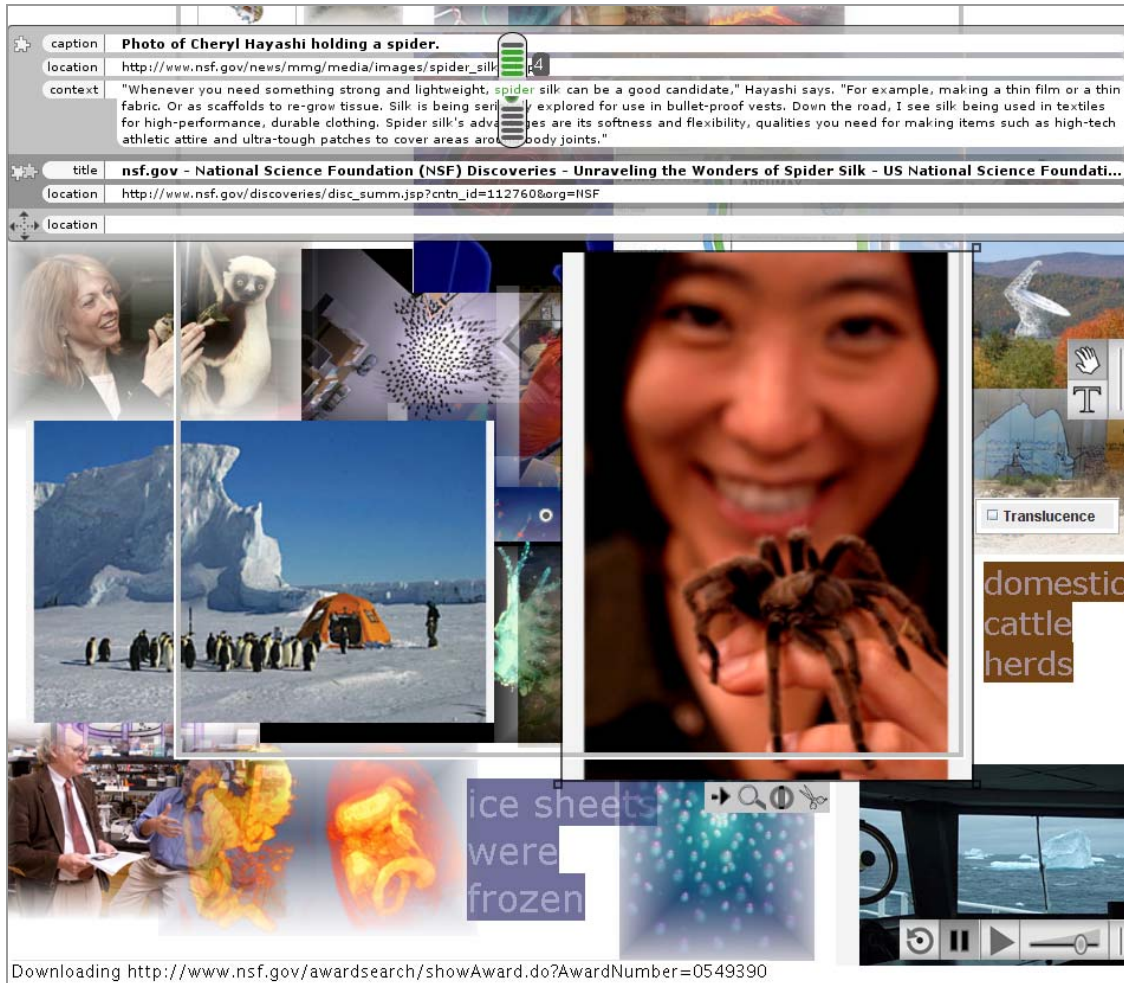 caption Photo of Cheryl Hayashi holding a spider.
location http://www.nsf.gov/news/mmg/media/images/spider_silk
4
context "Whenever you need something strong and lightweight, spider silk can be a good candidate," Hayashi says. "For example, making a thin film or a thin
fabric. Or as scaffolds to re-grow tissue. Silk is being explored for use in bullet-proof vests. Down the road, I see silk being used in textiles
for high-performance, durable clothing. Spider silk's are its softness and flexibility, qualities you need for making items such as high-tech
athletic attire and ultra-tough patches to cover areas body joints."
title nsf.gov - National Science Foundation (NSF) Discoveries - Unraveling the Wonders of Spider Silk - US National Science Foundati...
location http://www.nsf.gov/discoveries/disc_summ.jsp?cntn_id=112760&org=NSF
location
T
Translucence
domestic
cattle
herds
ice sheets
were
frozen
Downloading http://www.nsf.gov/awardsearch/showAward.do?AwardNumber=0549390